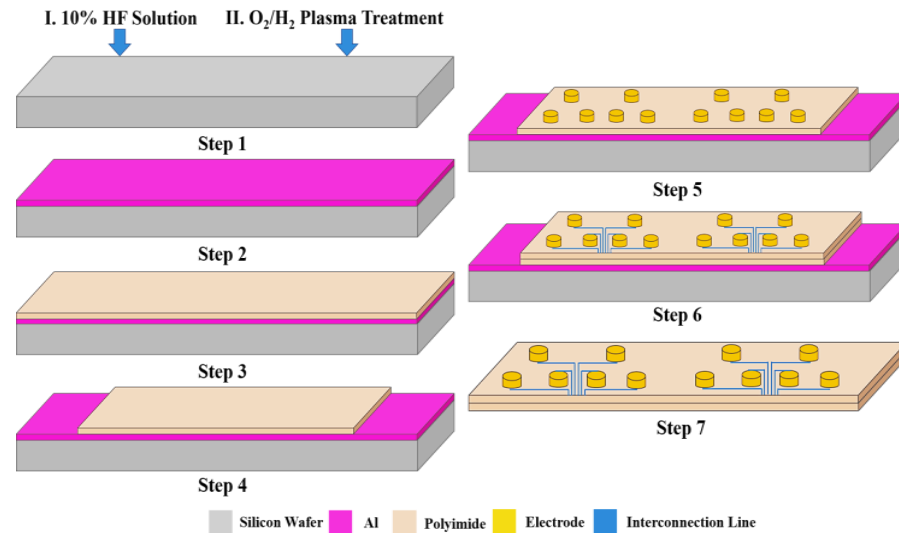 I. 10% HF Solution
II. O₂/H₂ Plasma Treatment
Step 1
Step 2
Step 3
Step 4
Step 5
Step 6
Step 7
Silicon Wafer
Al
Polyimide
Electrode
Interconnection Line